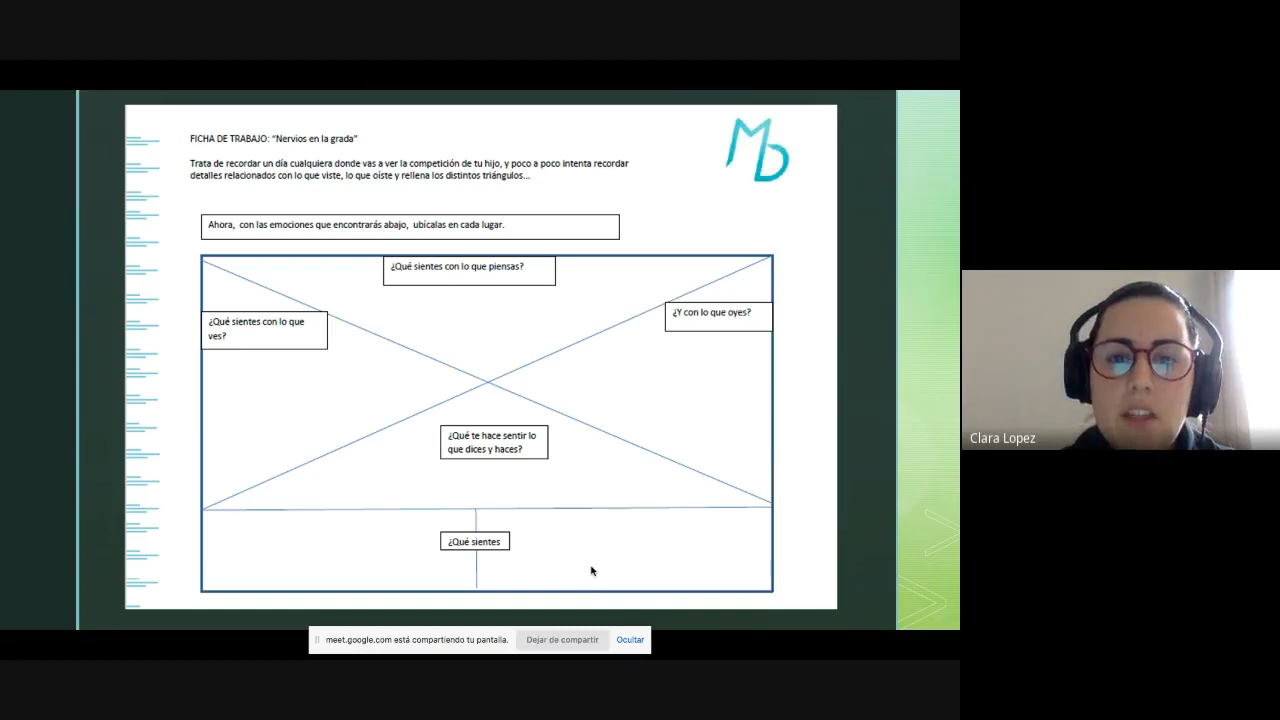 FICHA DE TRABAJO: “Nervios en la grada”
Trata de recordar un día cualquiera donde vas a ver la competición de tu hijo, y poco a poco intenta recordar
detalles relacionados con lo que viste, lo que oíste y rellena los distintos triángulos...
MD
Ahora, con las emociones que encontrarás abajo, ubícalas en cada lugar.
¿Qué sientes con lo que piensas?
¿Y con lo que oyes?
¿Qué sientes con lo que
ves?
¿Qué te hace sentir lo
que dices y haces?
¿Qué sientes
Clara Lopez
meet.google.com está compartiendo tu pantalla.
Dejar de compartir
Ocultar